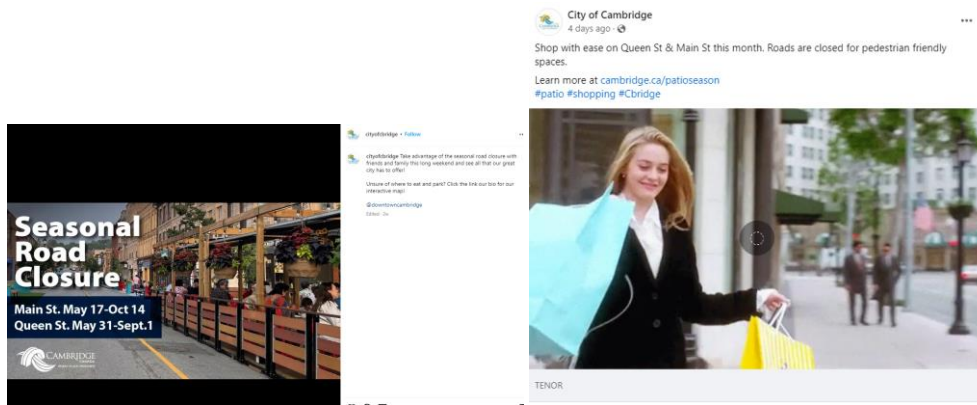 Seasonal
Road
Closure
Main St. May 17-Oct 14
Queen St. May 31-Sept.1
CAMBRIDGE
cityofcbridge • Follow
cityofcbridge Take advantage of the seasonal road closure with
friends and family this long weekend and see all that our great
city has to offer!
Unsure of where to eat and park? Click the link our bio for our
interactive map!
@downtowncambridge
Edited ·
City of Cambridge
4 days ago ·
Shop with ease on Queen St & Main St this month. Roads are closed for pedestrian friendly
spaces.
Learn more at cambridge.ca/patioseason
#patio #shopping #Cbridge
TENOR